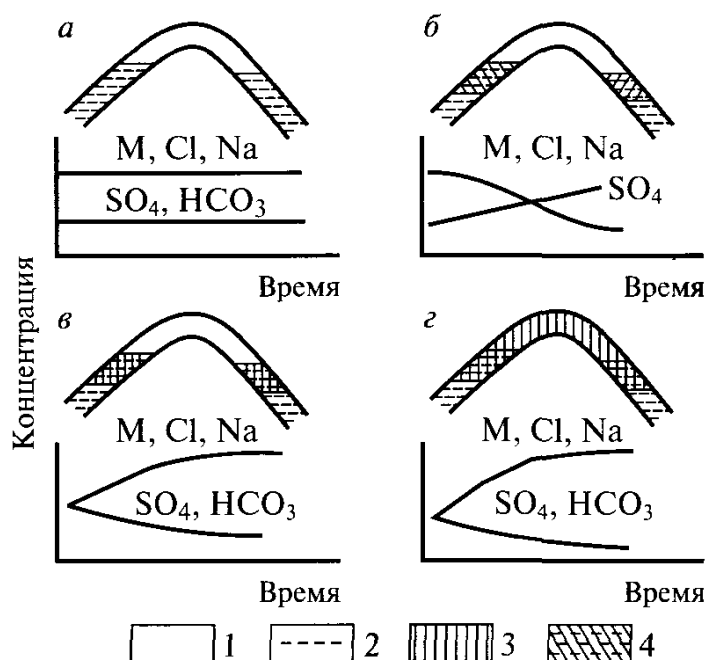 а
б
M, Cl, Na
SO₄, HCO₃
M, Cl, Na
SO₄
Время
Время
Концентрация
в
г
M, Cl, Na
SO₄, HCO₃
M, Cl, Na
SO₄, HCO₃
Время
Время
1 2 3 4